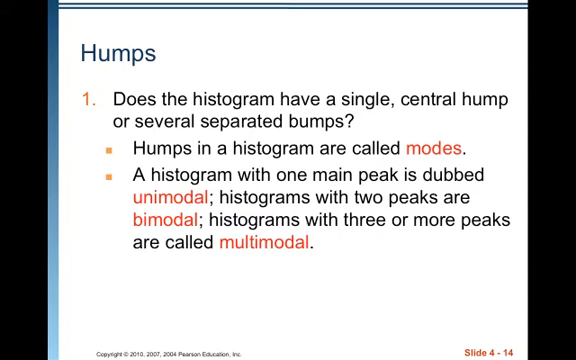 Humps
1. Does the histogram have a single, central hump
or several separated bumps?
■ Humps in a histogram are called modes.
■ A histogram with one main peak is dubbed
unimodal; histograms with two peaks are
bimodal; histograms with three or more peaks
are called multimodal.
Copyright © 2010, 2007, 2004 Pearson Education, Inc.
Slide 4 - 14